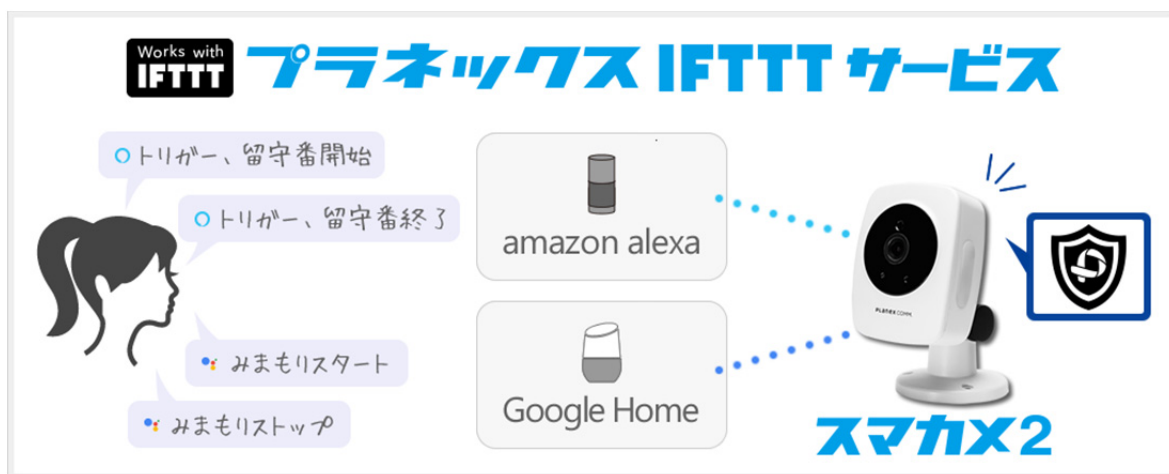 Works with
IFTTT
プラネックス IFTTT サービス
トリガー、留守番開始
トリガー、留守番終了
みまもりスタート
みまもりストップ
amazon alexa
Google Home
PLANEX COMM.
スマカメ2